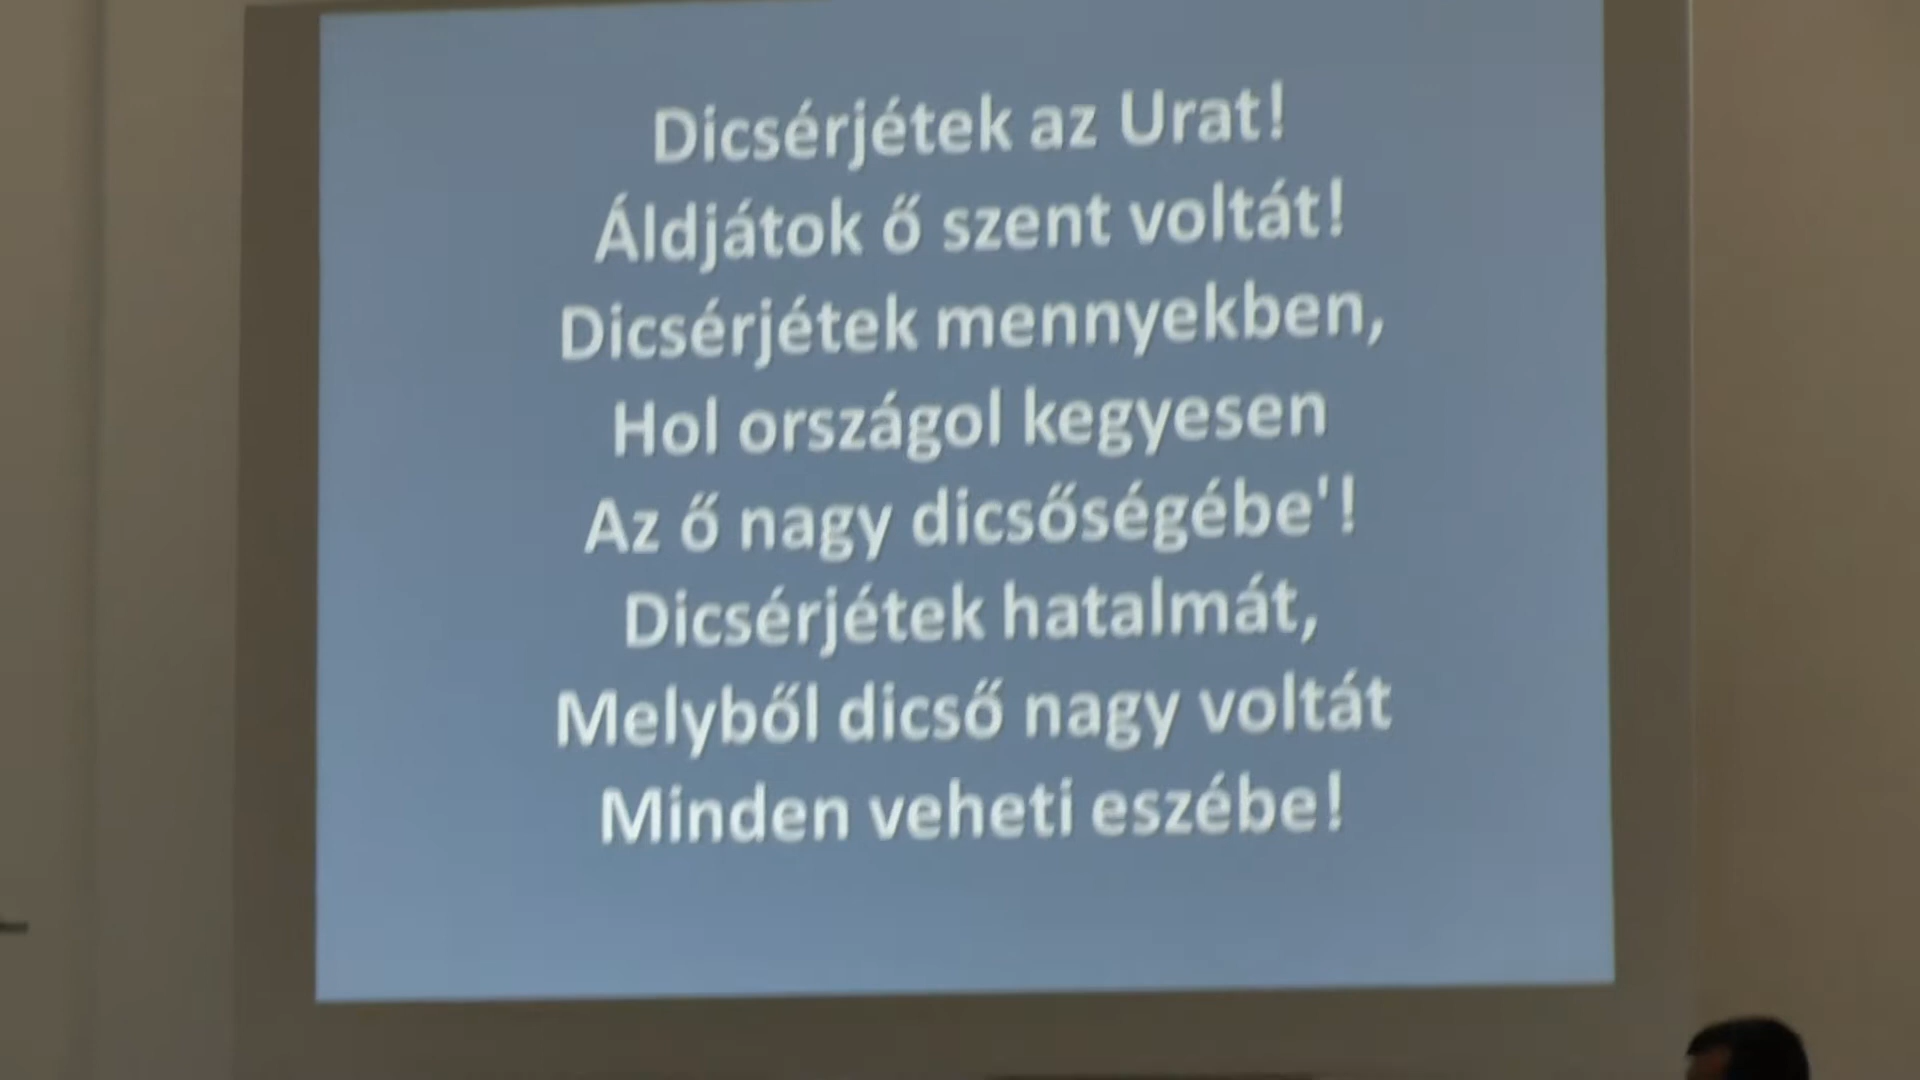 Dicsérjétek az Urat!
Áldjátok ő szent voltát!
Dicsérjétek mennyekben,
Hol országol kegyesen
Az ő nagy dicsőségébe'!
Dicsérjétek hatalmát,
Melyből dicső nagy voltát
Minden veheti eszébe!